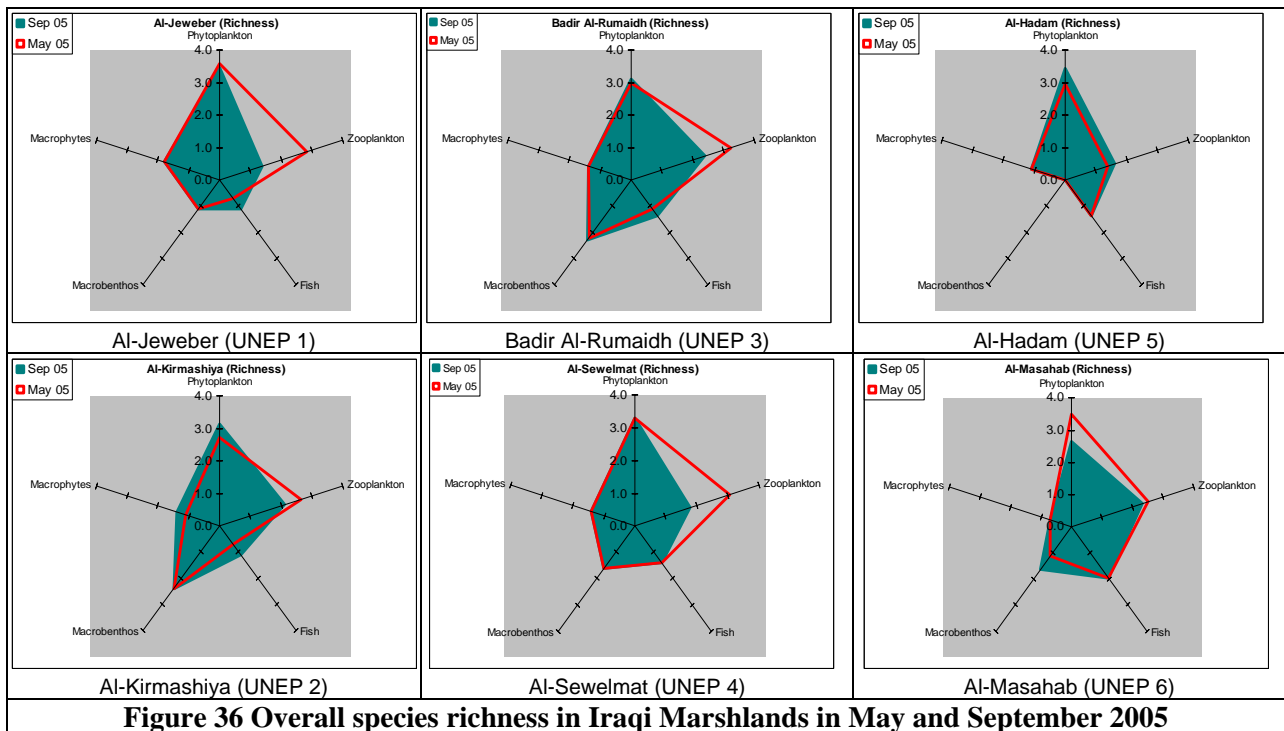 Sep 05
May 05
Al-Jeweber (Richness)
Phytoplankton
4.0
3.0
2.0
1.0
0.0
Macrophytes
Zooplankton
Macrobenthos
Fish
Al-Jeweber (UNEP 1)
Sep 05
May 05
Badir Al-Rumaidh (Richness)
Phytoplankton
4.0
3.0
2.0
1.0
0.0
Macrophytes
Zooplankton
Macrobenthos
Fish
Badir Al-Rumaidh (UNEP 3)
Sep 05
May 05
Al-Hadam (Richness)
Phytoplankton
4.0
3.0
2.0
1.0
0.0
Macrophytes
Zooplankton
Macrobenthos
Fish
Al-Hadam (UNEP 5)
Sep 05
May 05
Al-Kirmashiya (Richness)
Phytoplankton
4.0
3.0
2.0
1.0
0.0
Macrophytes
Zooplankton
Macrobenthos
Fish
Al-Kirmashiya (UNEP 2)
Sep 05
May 05
Al-Sewelmat (Richness)
Phytoplankton
4.0
3.0
2.0
1.0
0.0
Macrophytes
Zooplankton
Macrobenthos
Fish
Al-Sewelmat (UNEP 4)
Sep 05
May 05
Al-Masahab (Richness)
Phytoplankton
4.0
3.0
2.0
1.0
0.0
Macrophytes
Zooplankton
Macrobenthos
Fish
Al-Masahab (UNEP 6)
Figure 36 Overall species richness in Iraqi Marshlands in May and September 2005